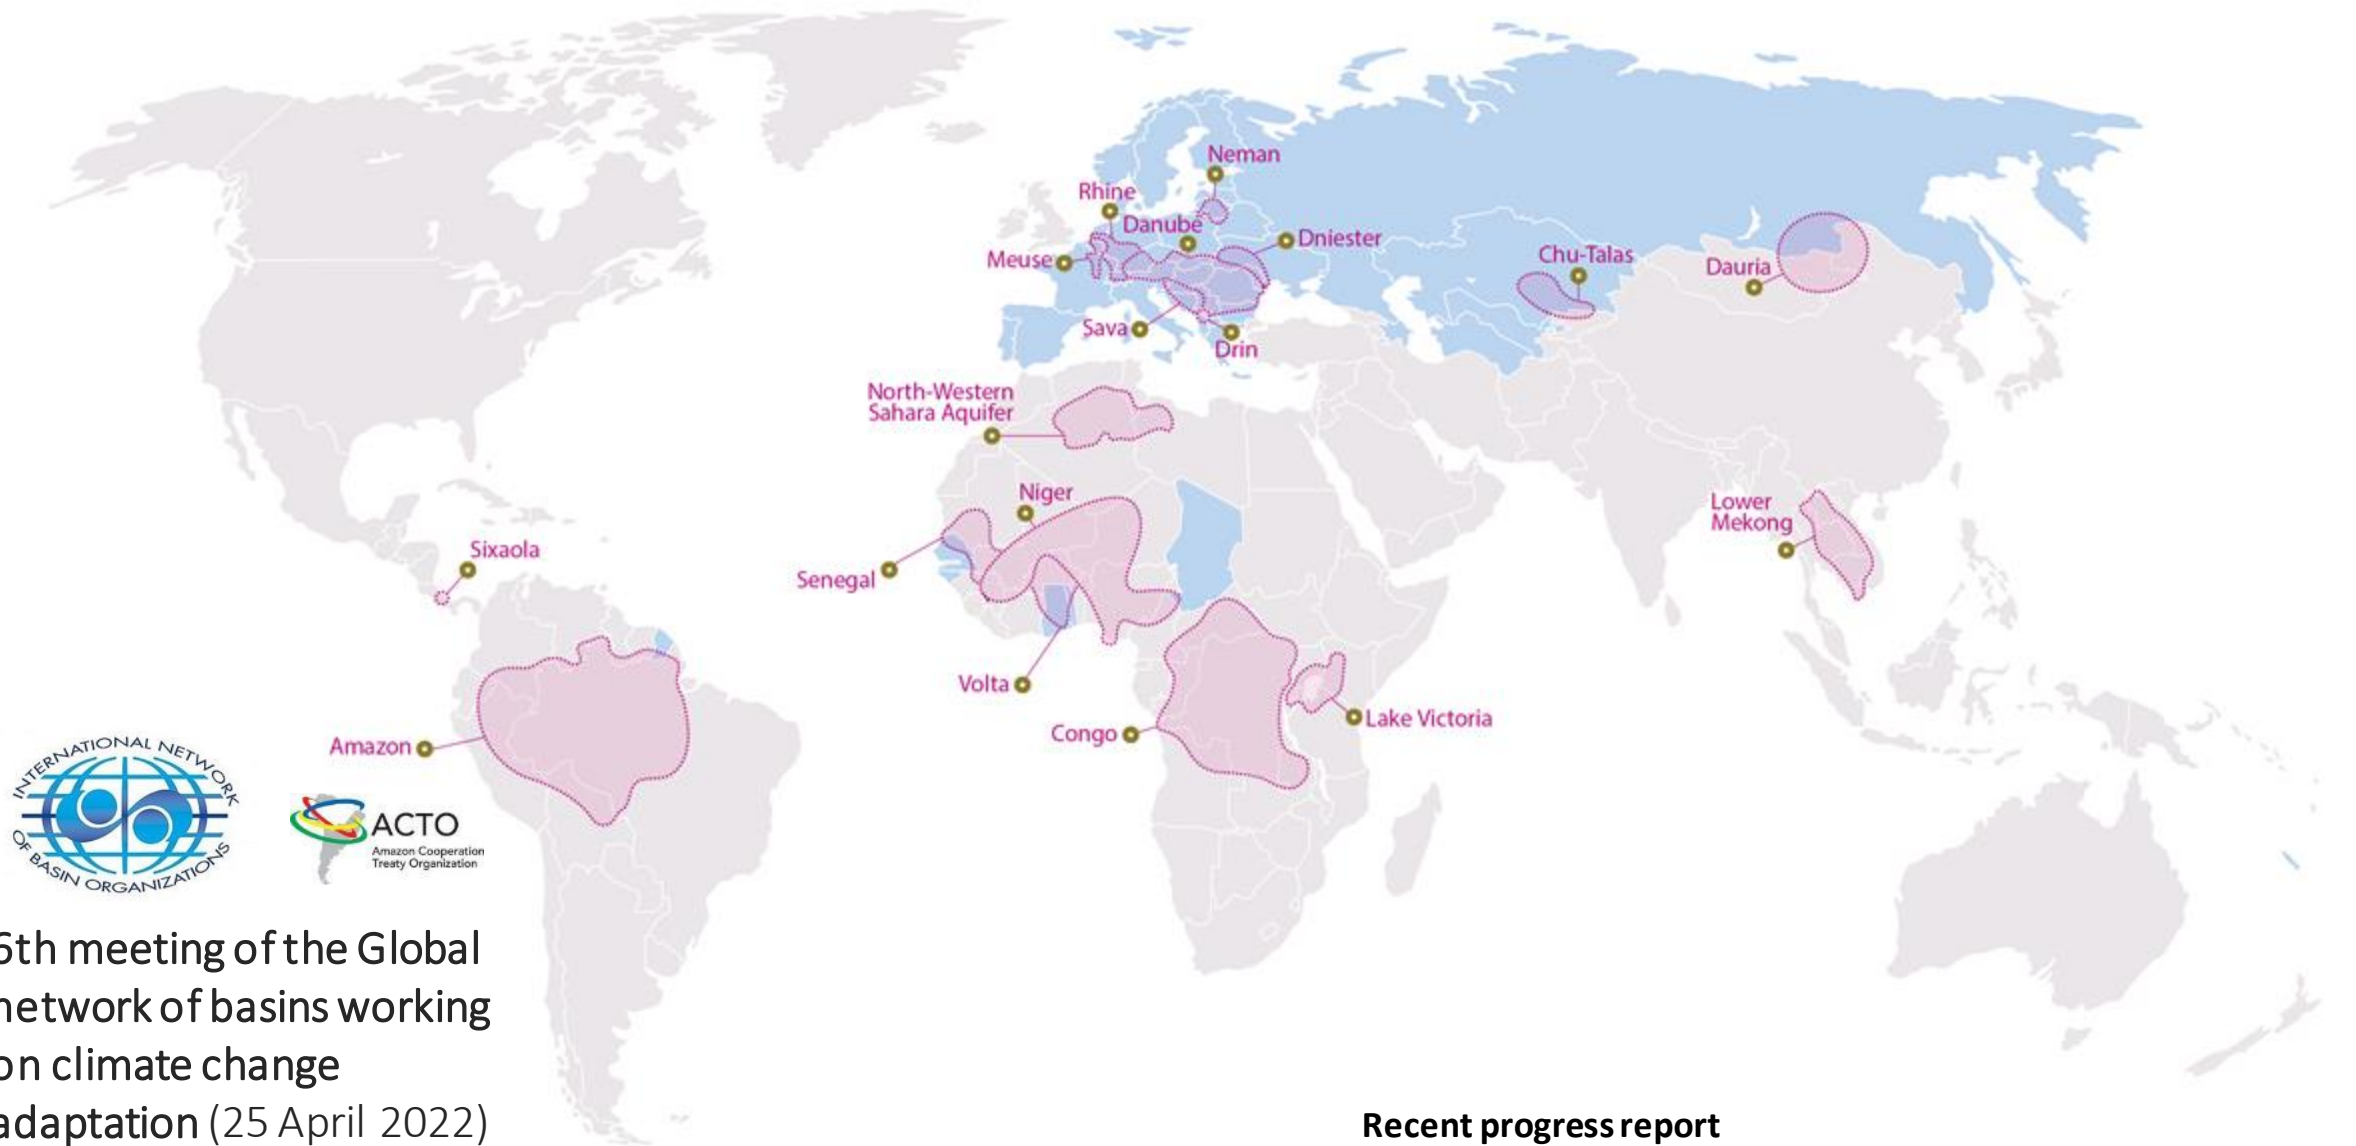 Neman
Rhine
Danube
Dniester
Meuse
Chu-Talas
Dauria
Sava
Drin
North-Western
Sahara Aquifer
Niger
Lower
Mekong
Sixaola
Senegal
Volta
Lake Victoria
Congo
Amazon
INTERNATIONAL NETWORK
OF BASIN ORGANIZATIONS
ACTO
Amazon Cooperation
Treaty Organization
6th meeting of the Global
network of basins working
on climate change
adaptation (25 April 2022)
Recent progress report